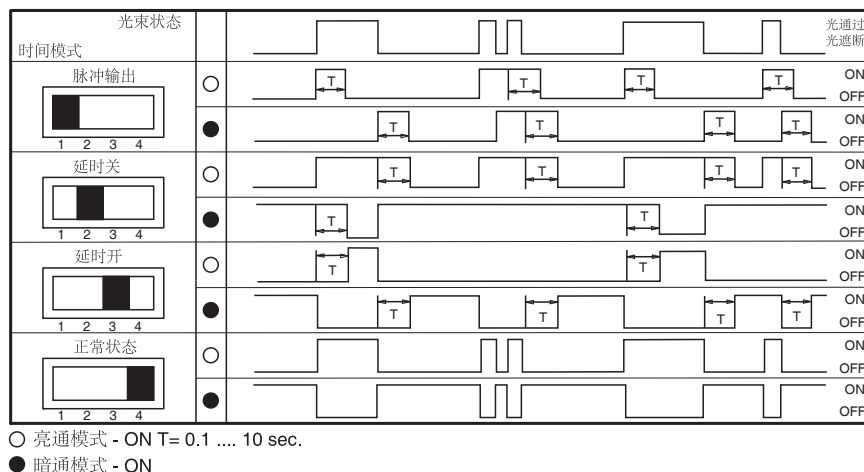 光束状态
时间模式
光通过
光遮断
脉冲输出
1 2 3 4
T T T T
ON
OFF
T T T T
ON
OFF
延时关
1 2 3 4
T T T T
ON
OFF
T T
ON
OFF
延时开
1 2 3 4
T T
ON
OFF
T T T T
ON
OFF
正常状态
1 2 3 4
ON
OFF
ON
OFF
亮通模式 - ON T= 0.1 .... 10 sec.
暗通模式 - ON